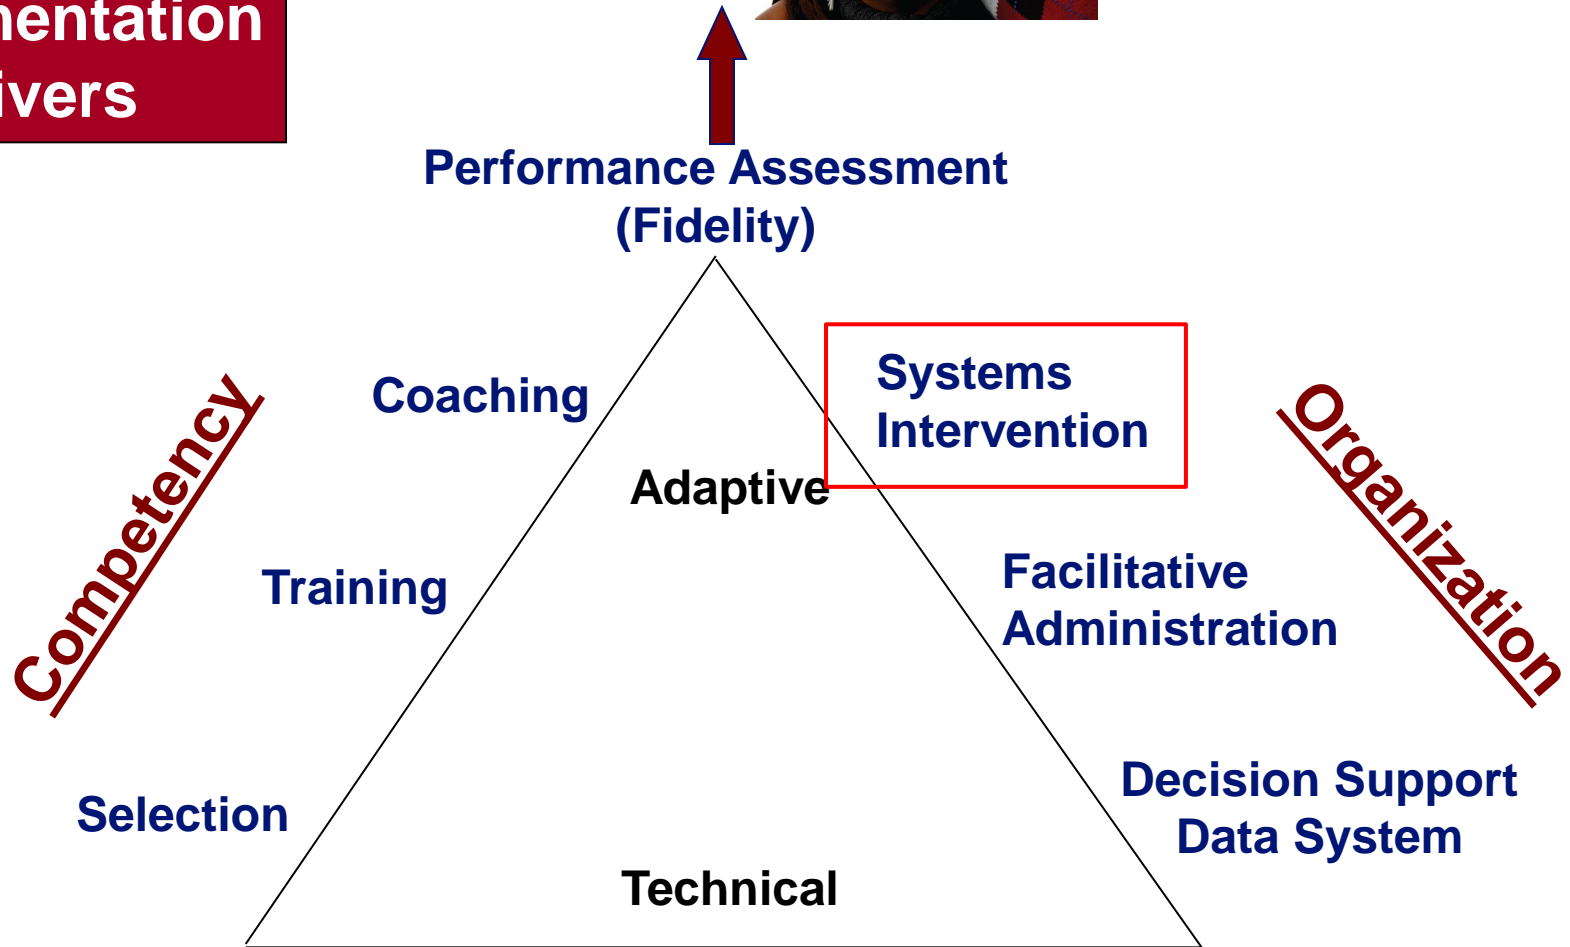 mentation
ivers
Performance Assessment
(Fidelity)
Coaching
Systems
Intervention
Adaptive
Competency
Organization
Training
Facilitative
Administration
Selection
Decision Support
Data System
Technical